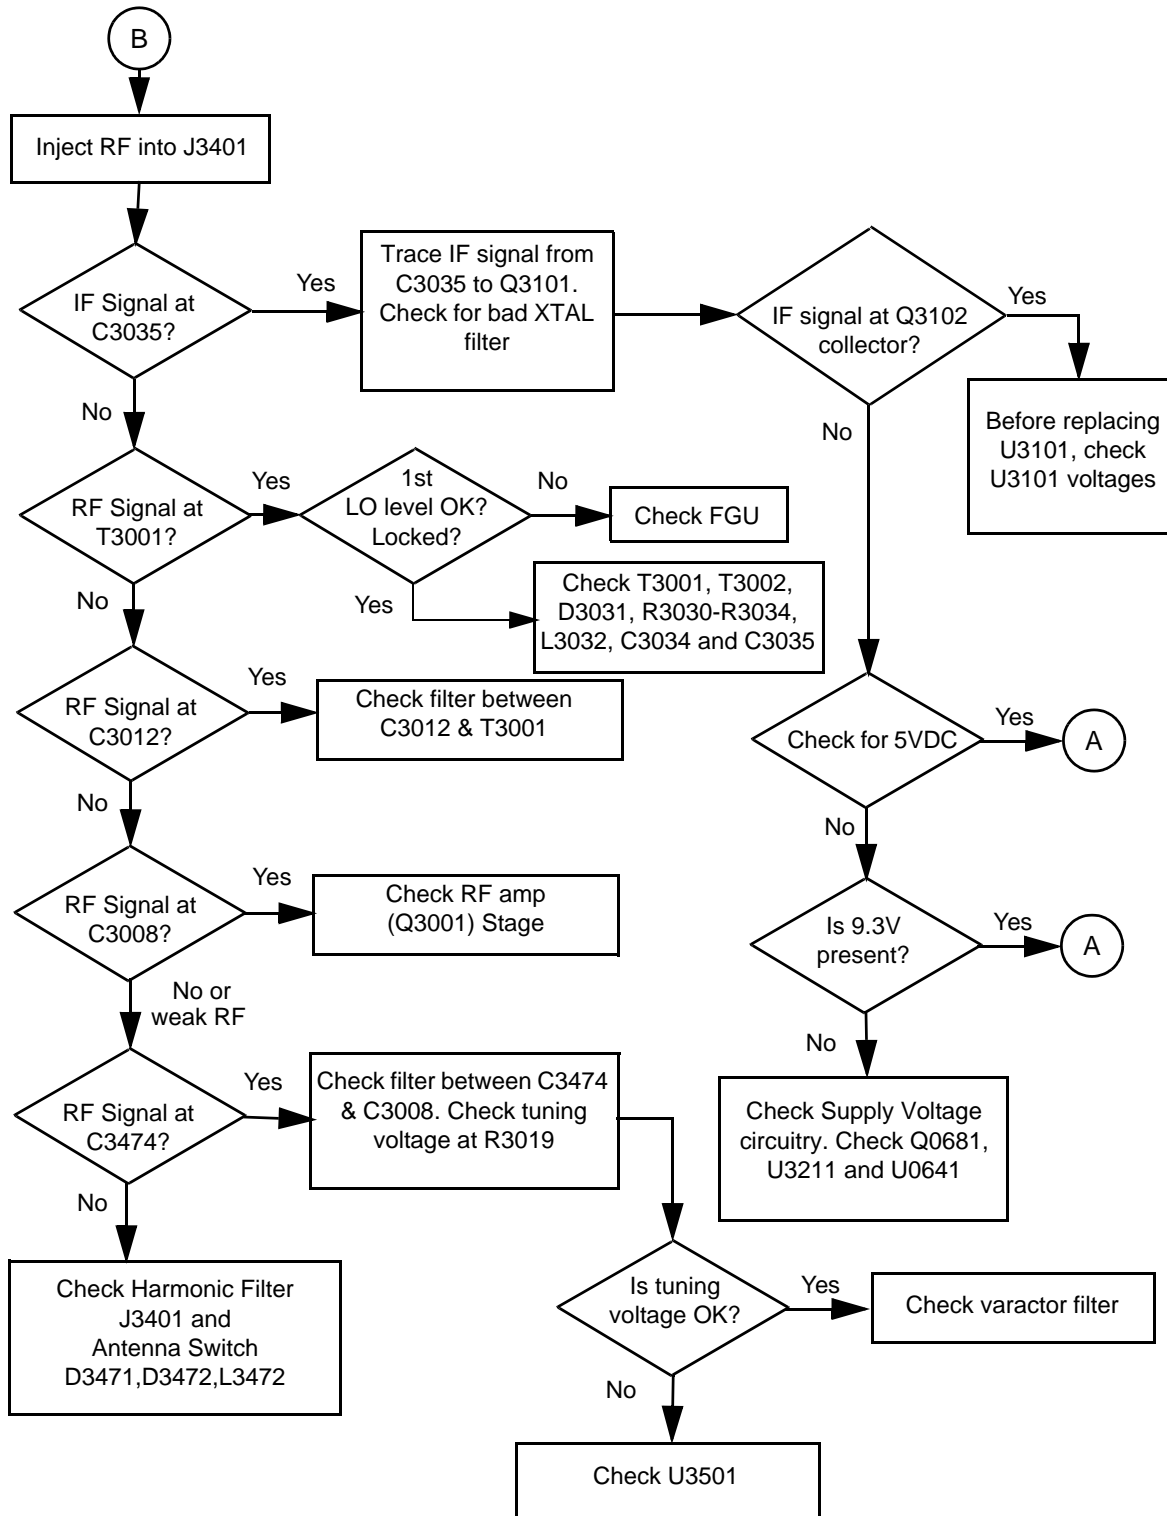 B
Inject RF into J3401
IF Signal at
C3035?
Yes
Trace IF signal from
C3035 to Q3101.
Check for bad XTAL
filter
IF signal at Q3102
collector?
Yes
Before replacing
U3101, check
U3101 voltages
No
No
RF Signal at
T3001?
Yes
1st
LO level OK?
Locked?
No
Check FGU
Yes
Check T3001, T3002,
D3031, R3030-R3034,
L3032, C3034 and C3035
No
RF Signal at
C3012?
Yes
Check filter between
C3012 & T3001
Check for 5VDC
Yes
A
No
No
RF Signal at
C3008?
Yes
Check RF amp
(Q3001) Stage
Is 9.3V
present?
Yes
A
No or
weak RF
No
RF Signal at
C3474?
Yes
Check filter between C3474
& C3008. Check tuning
voltage at R3019
Check Supply Voltage
circuitry. Check Q0681,
U3211 and U0641
No
Check Harmonic Filter
J3401 and
Antenna Switch
D3471,D3472,L3472
Is tuning
voltage OK?
Yes
Check varactor filter
No
Check U3501